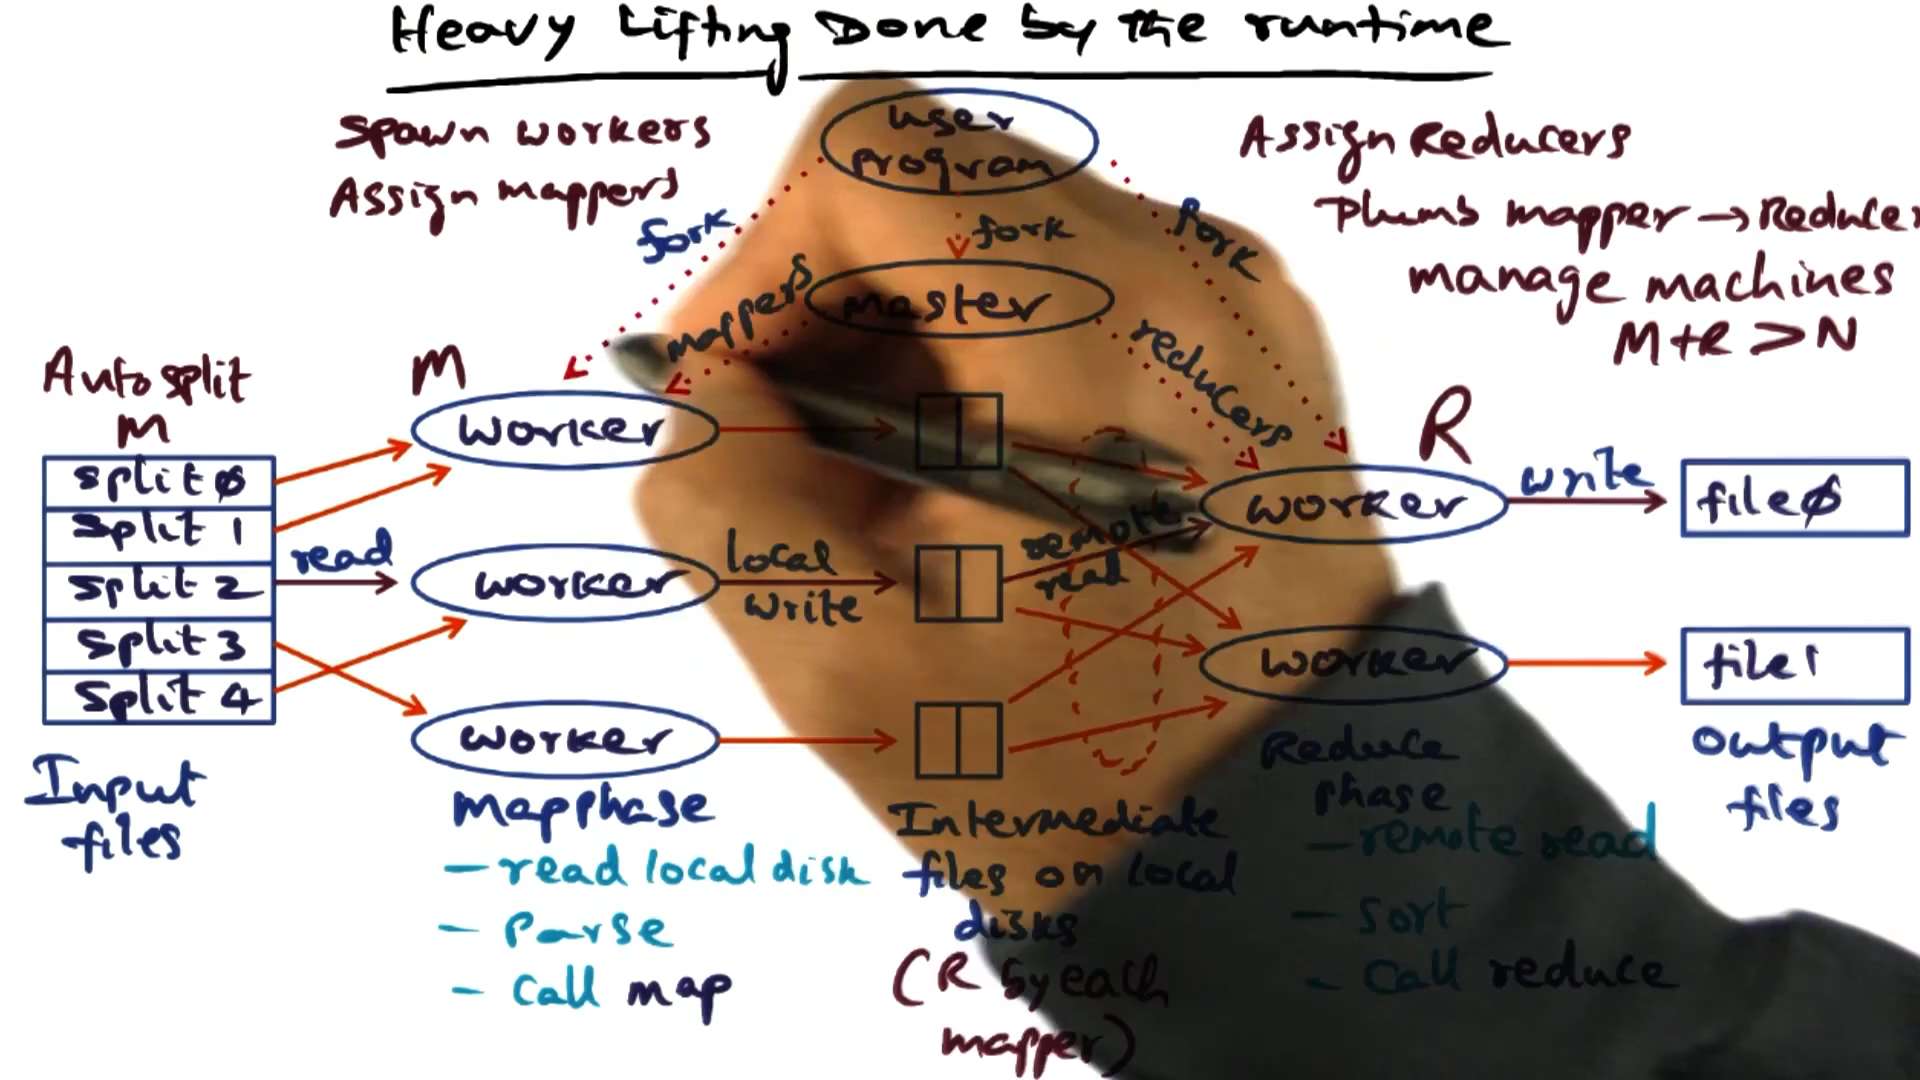 Heavy Lifting Done by the runtime
Spawn workers
Assign mappers
user
program
Assign Reducers
Plumb mapper → Reducer
manage machines
M+R > N
fork
fork
fork
mappers
master
reducers
Auto split
M
M
R
split 0
split 1
split 2
split 3
split 4
read
worker
worker
worker
local
write
remote
read
worker
worker
write
file 0
file 1
Input
files
map phase
- read local disk
- Parse
- Call map
Intermediate
files on local
disks
(R by each
mapper)
Reduce
phase
- remote read
- sort
- Call reduce
output
files